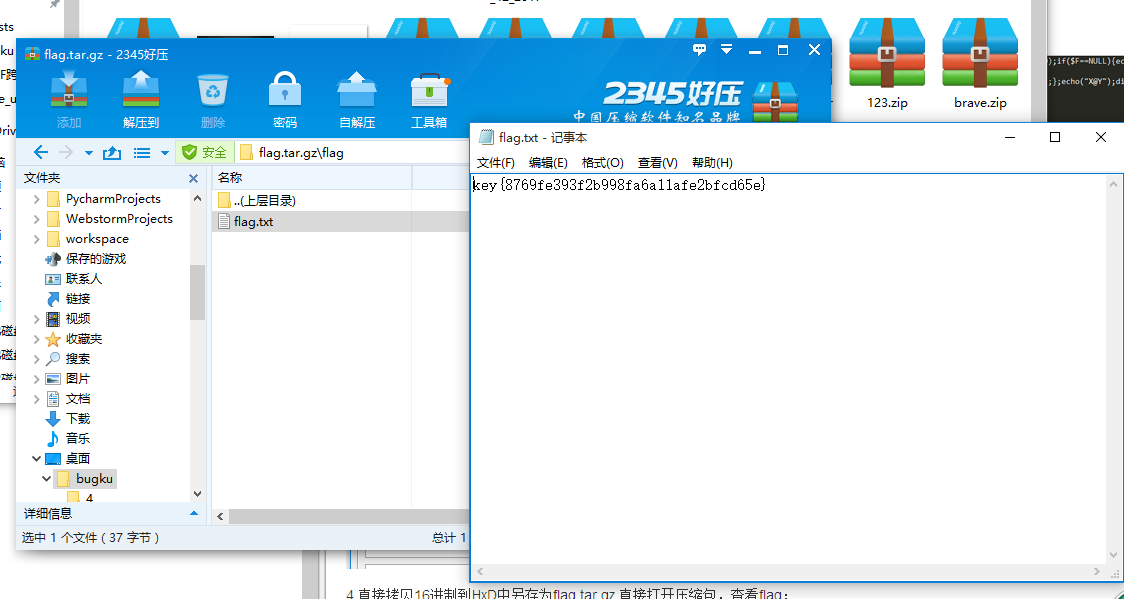 sts
ku
123.zip
brave.zip
);if($F==NULL){ec
;};echo("X@Y");di
flag.tar.gz - 2345好压
添加
解压到
删除
密码
自解压
工具箱
2345好压
中国压缩软件知名品牌
安全
flag.tar.gz\flag
文件夹
名称
PycharmProjects
WebstormProjects
workspace
保存的游戏
联系人
链接
视频
收藏夹
搜索
图片
文档
下载
音乐
桌面
bugku
4
..(上层目录)
flag.txt
详细信息
选中 1 个文件 ( 37 字节 )
总计 1
flag.txt - 记事本
文件(F) 编辑(E) 格式(O) 查看(V) 帮助(H)
key{8769fe393f2b998fa6a11afe2bfcd65e}
4.直接拷贝16进制到HxD中另存为flag.tar.gz,直接打开压缩包，查看flag;